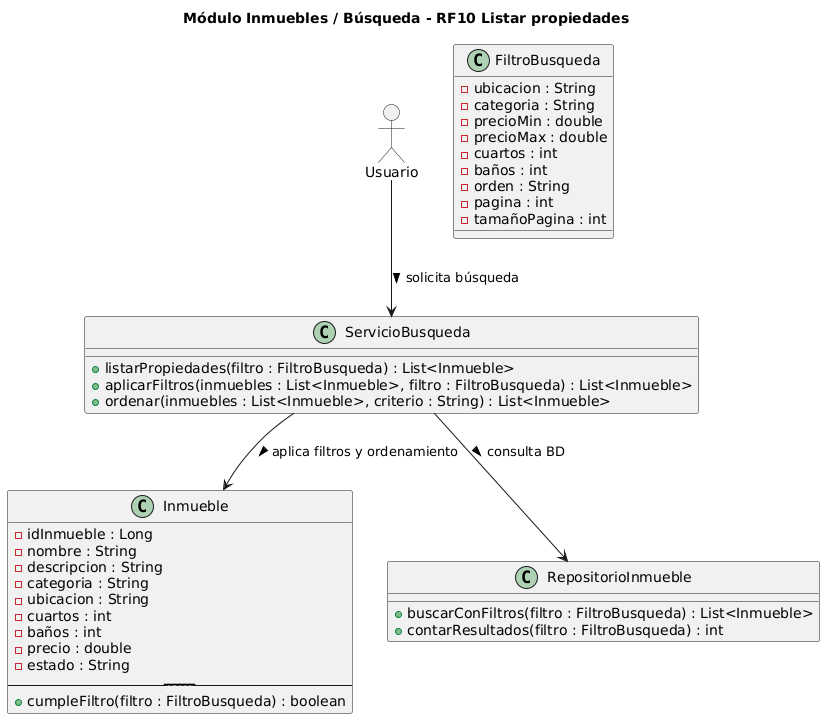 Módulo Inmuebles / Búsqueda - RF10 Listar propiedades
C FiltroBusqueda
ubicacion : String
categoria : String
precioMin : double
precioMax : double
cuartos : int
baños : int
orden : String
pagina : int
tamañoPagina : int
Usuario
solicita búsqueda
C ServicioBusqueda
listarPropiedades(filtro : FiltroBusqueda) : List<Inmueble>
aplicarFiltros(inmuebles : List<Inmueble>, filtro : FiltroBusqueda) : List<Inmueble>
ordenar(inmuebles : List<Inmueble>, criterio : String) : List<Inmueble>
aplica filtros y ordenamiento
consulta BD
C Inmueble
idInmueble : Long
nombre : String
descripcion : String
categoria : String
ubicacion : String
cuartos : int
baños : int
precio : double
estado : String
cumpleFiltro(filtro : FiltroBusqueda) : boolean
C RepositorioInmueble
buscarConFiltros(filtro : FiltroBusqueda) : List<Inmueble>
contarResultados(filtro : FiltroBusqueda) : int